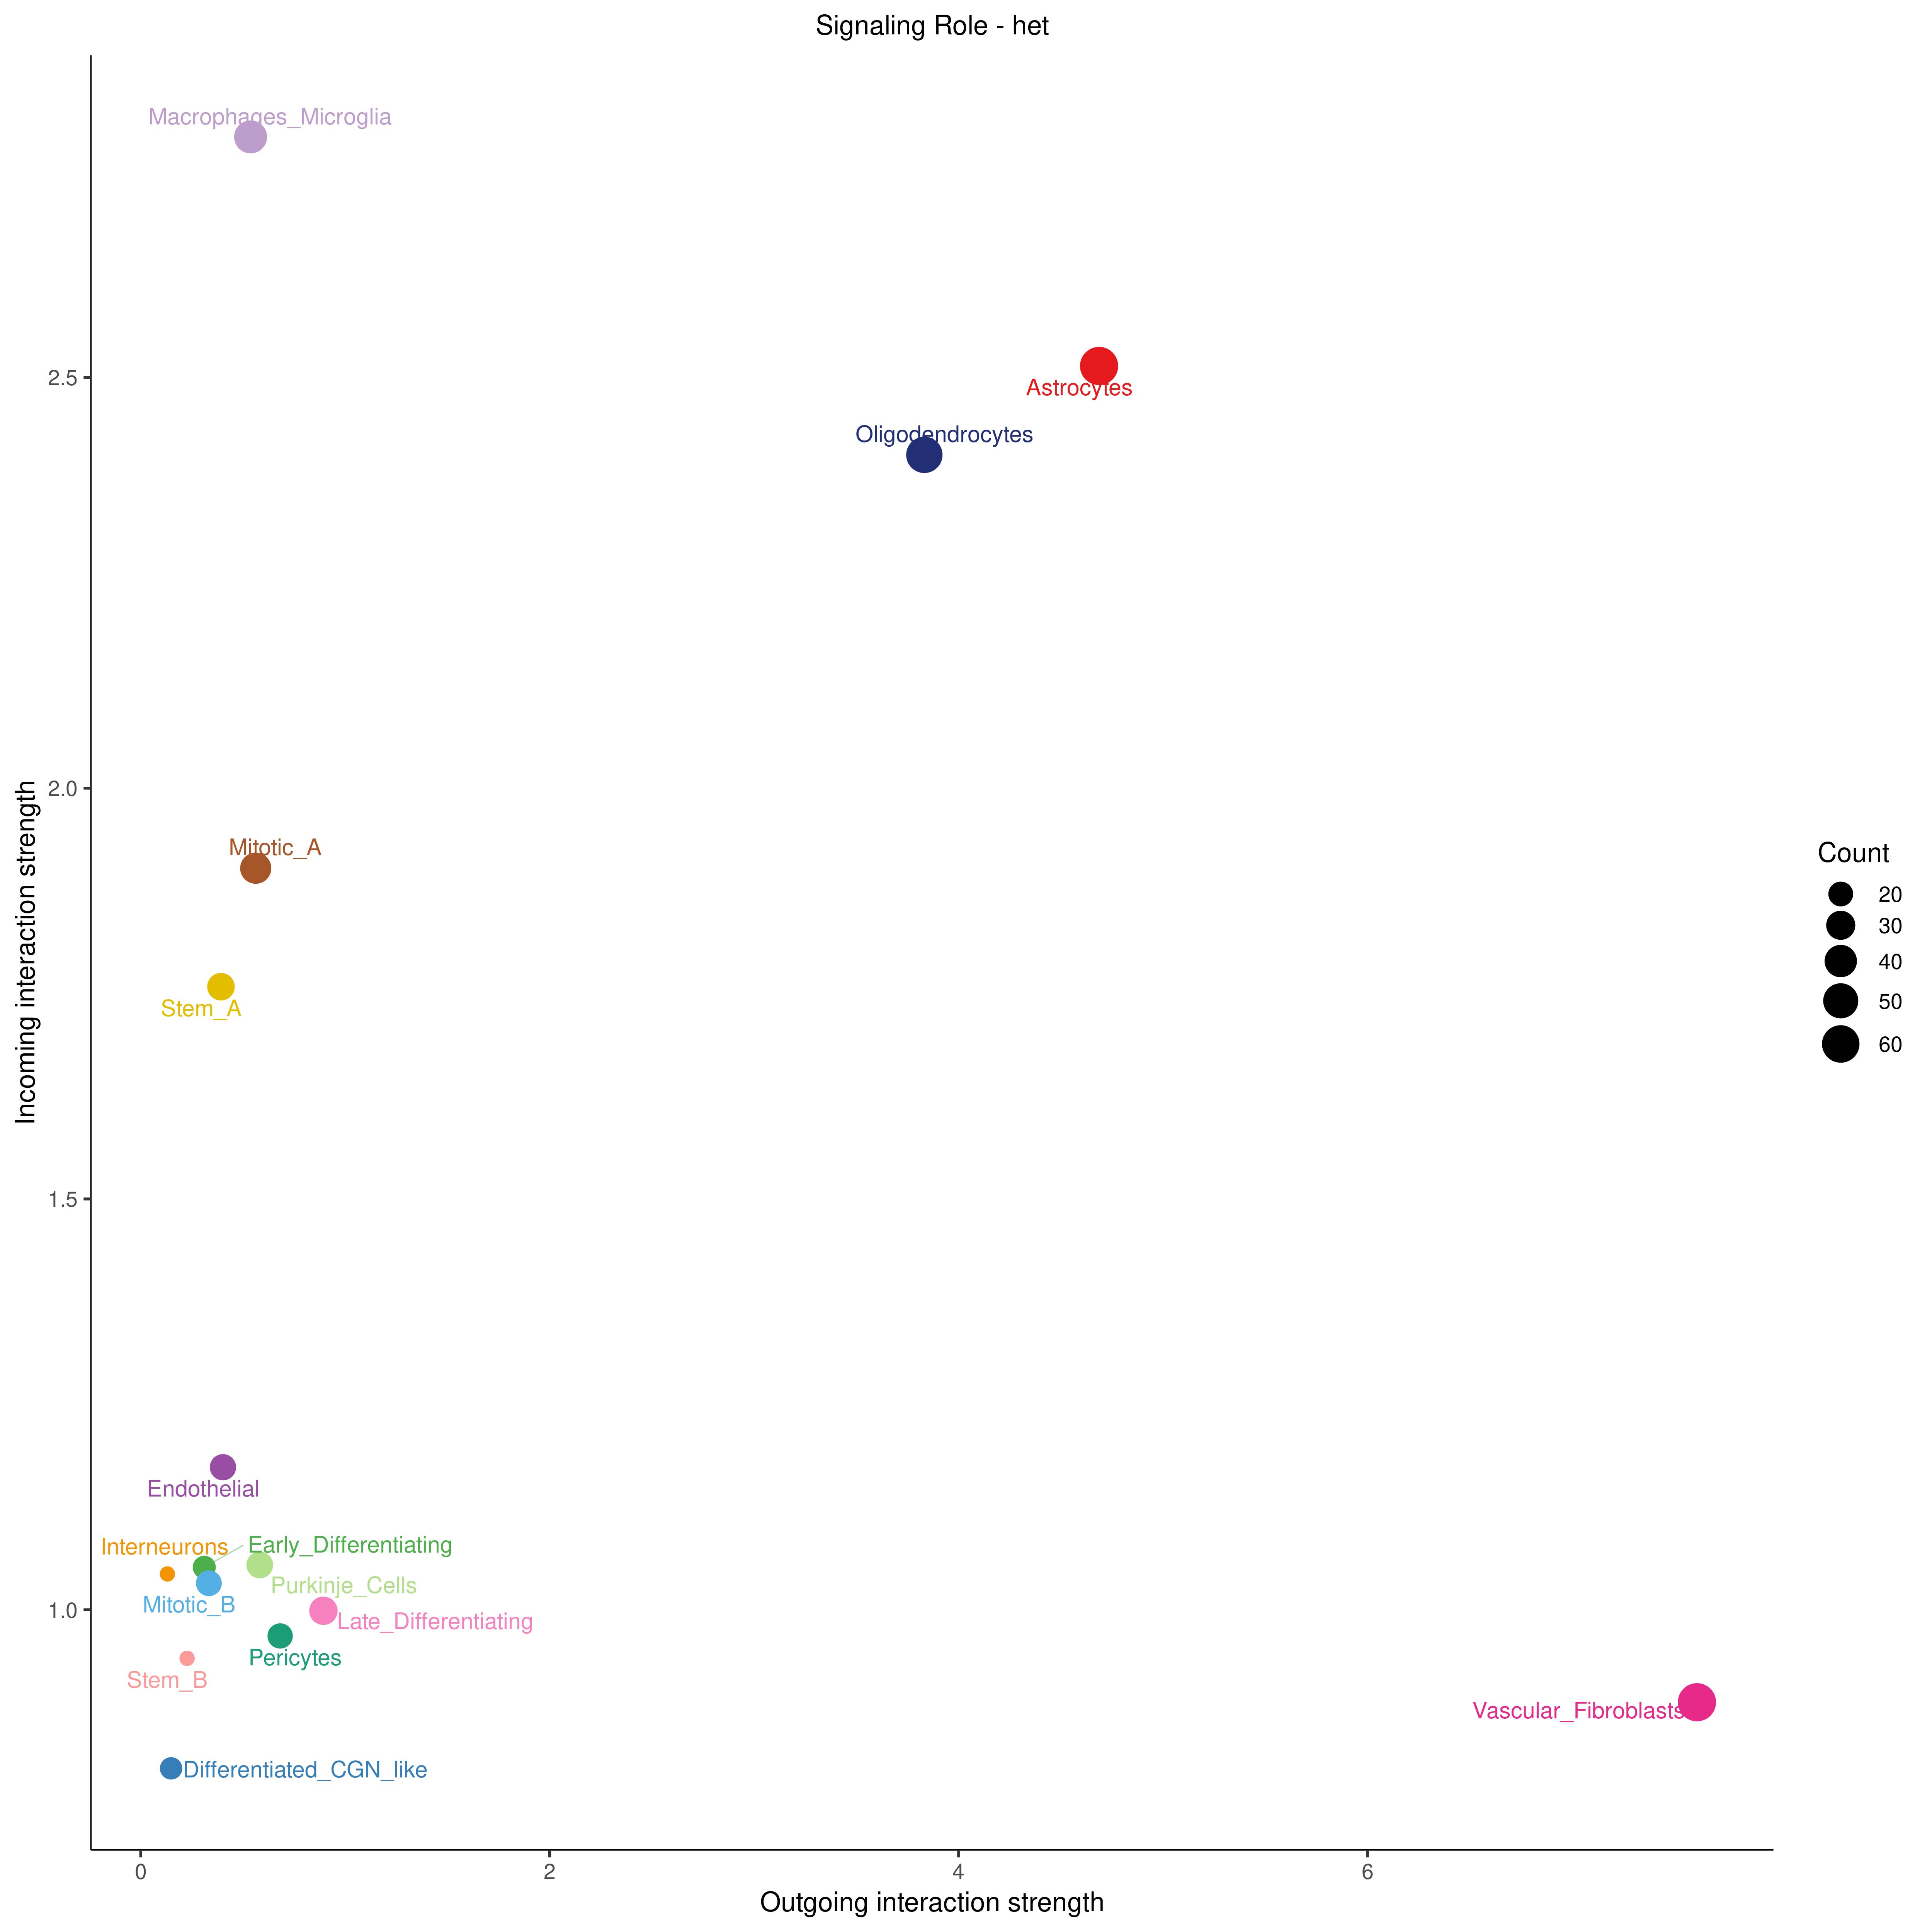 Signaling Role - het
Macrophages_Microglia
2.5
Astrocytes
Oligodendrocytes
2.0
Mitotic_A
Stem_A
Incoming interaction strength
Count
20
30
40
50
60
1.5
Endothelial
Interneurons
Early_Differentiating
Purkinje_Cells
Mitotic_B
1.0
Late_Differentiating
Pericytes
Stem_B
Vascular_Fibroblasts
Differentiated_CGN_like
0 2 4 6
Outgoing interaction strength